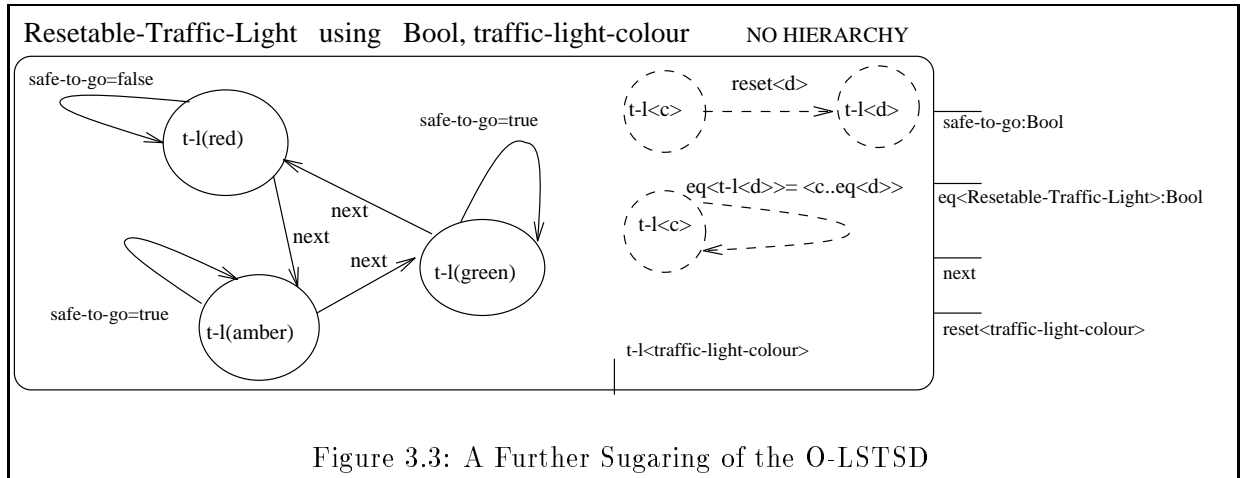 Resetable-Traffic-Light using Bool, traffic-light-colour NO HIERARCHY
safe-to-go=false
reset<d>
t-l<c>
t-l<d>
safe-to-go:Bool
safe-to-go=true
t-l(red)
eq<t-l<d>>= <c..eq<d>>
eq<Resetable-Traffic-Light>:Bool
next
t-l<c>
next
next
t-l(green)
next
safe-to-go=true
t-l(amber)
reset<traffic-light-colour>
t-l<traffic-light-colour>
Figure 3.3: A Further Sugaring of the O-LSTSD